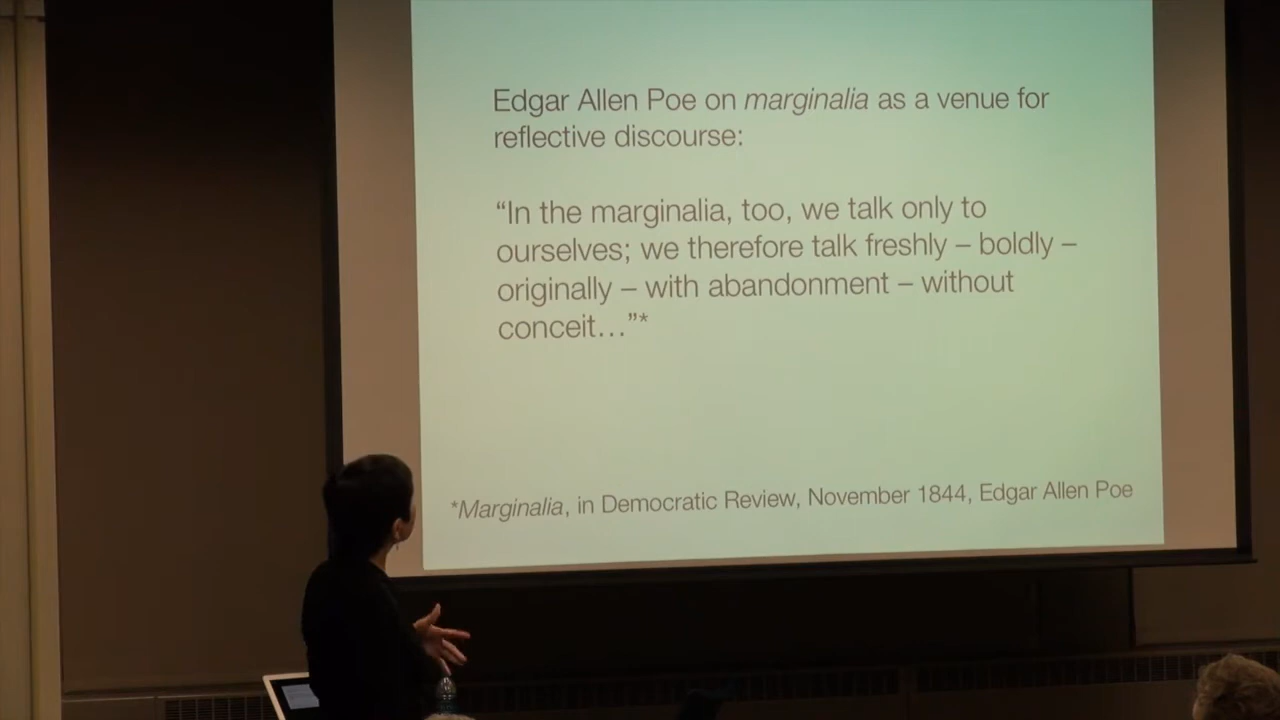 Edgar Allen Poe on marginalia as a venue for
reflective discourse:
“In the marginalia, too, we talk only to
ourselves; we therefore talk freshly – boldly –
originally – with abandonment – without
conceit…”*
*Marginalia, in Democratic Review, November 1844, Edgar Allen Poe